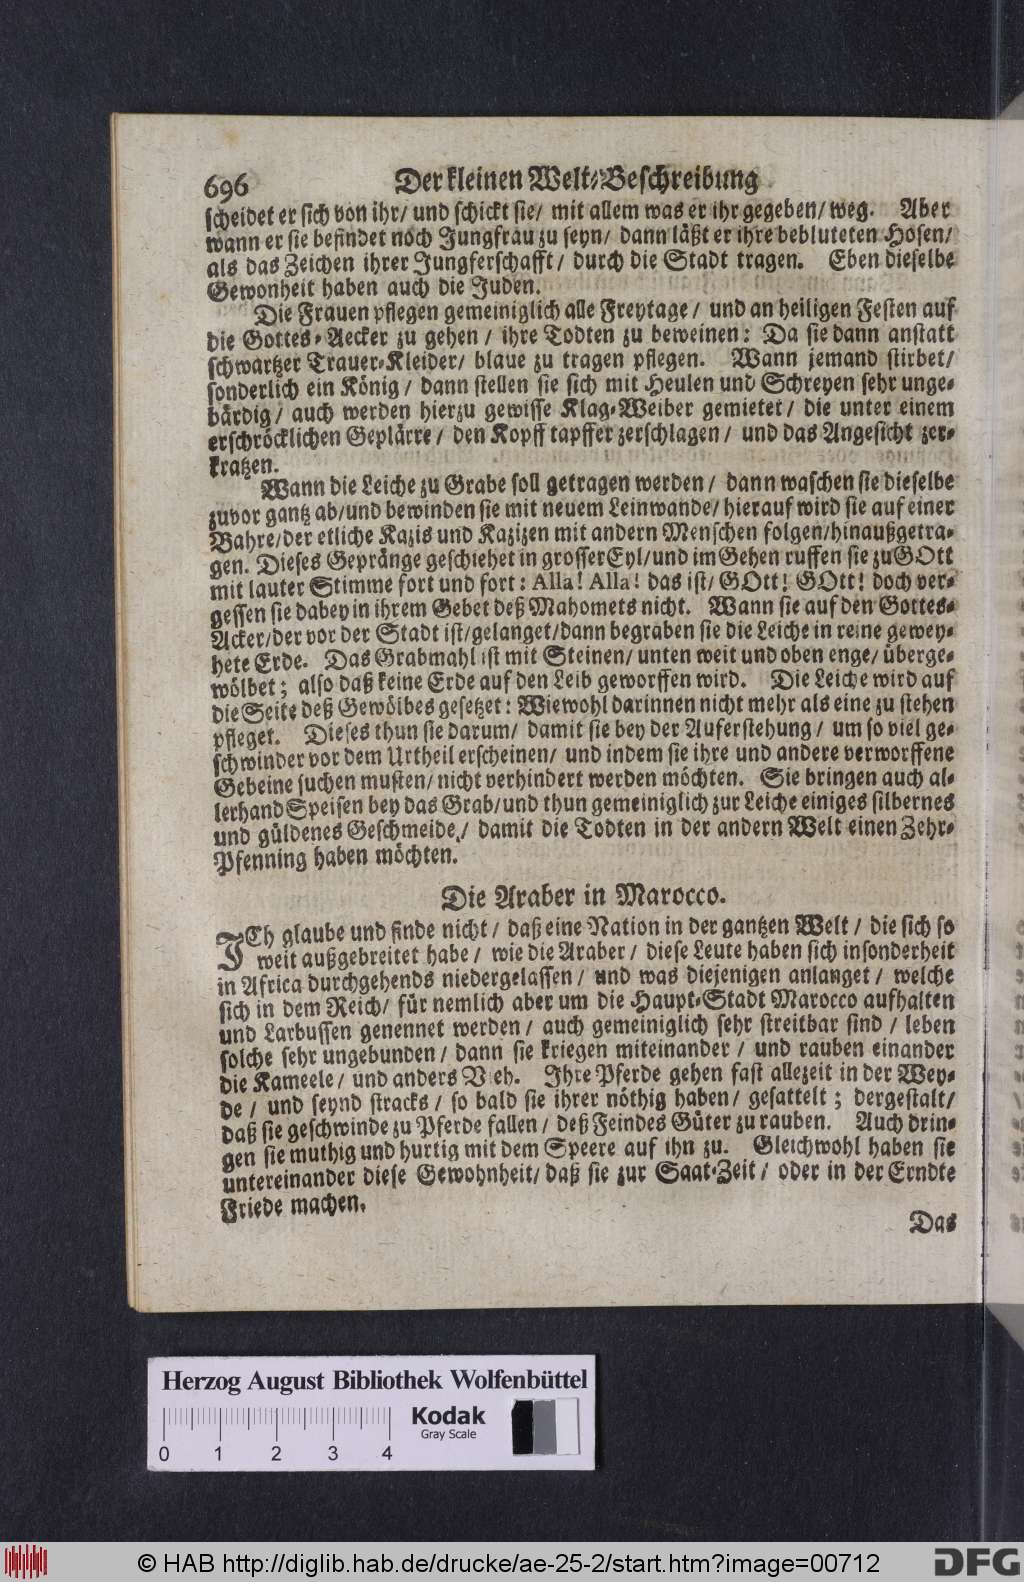 696 Der kleinen Welt-Beschreibung
scheidet er sich von ihr/ und schickt sie/ mit allem was er ihr gegeben/ weg. Aber
wann er sie befindet noch Jungfrau zu seyn/ dann läßt er ihre bebluteten Hosen/
als das Zeichen ihrer Jungferschafft/ durch die Stadt tragen. Eben dieselbe
Gewonheit haben auch die Juden.
Die Frauen pflegen gemeiniglich alle Freytage/ und an heiligen Festen auf
die Gottes-Aecker zu gehen/ ihre Todten zu beweinen: Da sie dann anstatt
schwartzer Trauer-Kleider/ blaue zu tragen pflegen. Wann jemand stirbet/
sonderlich ein König/ dann stellen sie sich mit Heulen und Schreyen sehr unge-
bärdig/ auch werden hierzu gewisse Klag-Weiber gemietet/ die unter einem
erschröcklichen Geplärre/ den Kopff tapffer zerschlagen/ und das Angesicht zer-
kratzen.
Wann die Leiche zu Grabe soll getragen werden/ dann waschen sie dieselbe
zuvor gantz ab/und bewinden sie mit neuem Leinwande/ hierauf wird sie auf einer
Bahre/der etliche Kazis und Kazizen mit andern Menschen folgen/hinaußgetra-
gen. Dieses Gepränge geschiehet in grosser Eyl/und im Gehen ruffen sie zu GOtt
mit lauter Stimme fort und fort: Alla! Alla! das ist/ GOtt! GOtt! doch ver-
gessen sie dabey in ihrem Gebet deß Mahomets nicht. Wann sie auf den Gottes-
Acker/der vor der Stadt ist/gelanget/dann begraben sie die Leiche in reine gewey-
hete Erde. Das Grabmahl ist mit Steinen/ unten weit und oben enge/ überge-
wölbet; also daß keine Erde auf den Leib geworffen wird. Die Leiche wird auf
die Seite deß Gewölbes gesetzet: Wiewohl darinnen nicht mehr als eine zu stehen
pfleget. Dieses thun sie darum/ damit sie bey der Auferstehung/ um so viel ge-
schwinder vor dem Urtheil erscheinen/ und indem sie ihre und andere verworffene
Gebeine suchen musten/ nicht verhindert werden möchten. Sie bringen auch al-
lerhand Speisen bey das Grab/und thun gemeiniglich zur Leiche einiges silbernes
und güldenes Geschmeide/ damit die Todten in der andern Welt einen Zehr-
Pfenning haben möchten.
Die Araber in Marocco.
ICh glaube und finde nicht/ daß eine Nation in der gantzen Welt/ die sich so
weit außgebreitet habe/ wie die Araber/ diese Leute haben sich insonderheit
in Africa durchgehends niedergelassen/ und was diejenigen anlanget/ welche
sich in dem Reich/ für nemlich aber um die Haupt-Stadt Marocco aufhalten
und Larbussen genennet werden/ auch gemeiniglich sehr streitbar sind/ leben
solche sehr ungebunden/ dann sie kriegen miteinander/ und rauben einander
die Kameele/ und anders Vieh. Ihre Pferde gehen fast allezeit in der Wey-
de/ und seynd stracks/ so bald sie ihrer nöthig haben/ gesattelt; dergestalt/
daß sie geschwinde zu Pferde fallen/ deß Feindes Güter zu rauben. Auch drin-
gen sie muthig und hurtig mit dem Speere auf ihn zu. Gleichwohl haben sie
untereinander diese Gewohnheit/ daß sie zur Saat-Zeit/ oder in der Erndte
Friede machen.
Das
Herzog August Bibliothek Wolfenbüttel
Kodak
Gray Scale
0 1 2 3 4
© HAB http://diglib.hab.de/drucke/ae-25-2/start.htm?image=00712
DFG